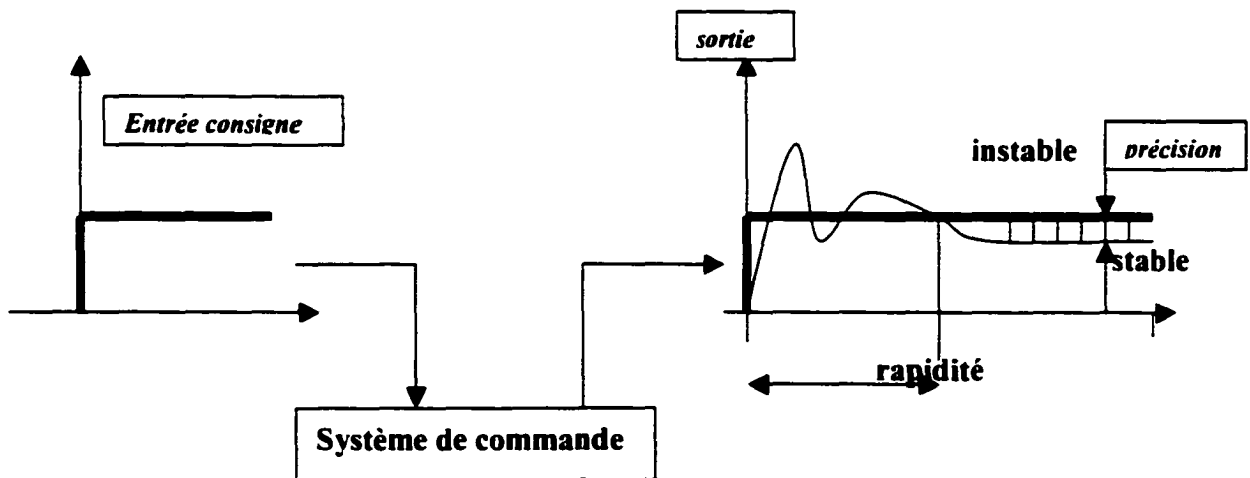 sortie
Entrée consigne
instable
précision
stable
rapidité
Système de commande